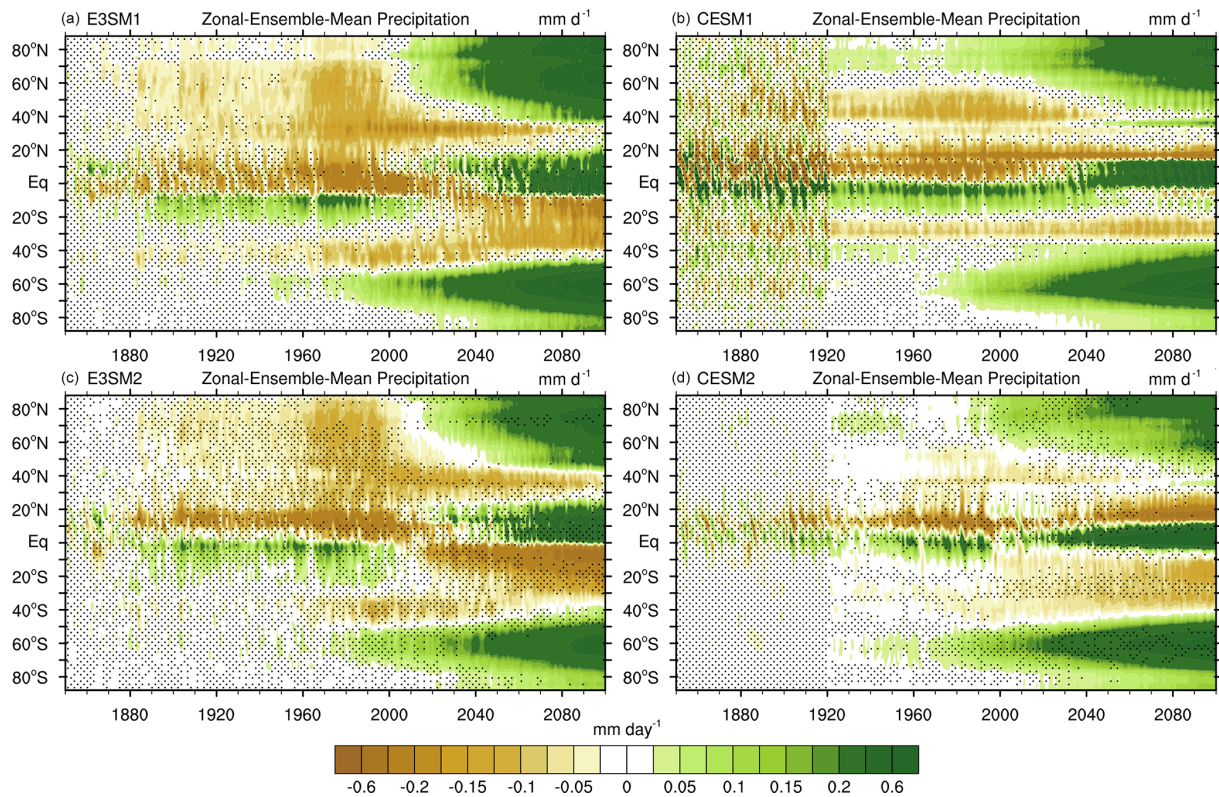 (a) E3SM1 Zonal-Ensemble-Mean Precipitation mm d⁻¹
(b) CESM1 Zonal-Ensemble-Mean Precipitation mm d⁻¹
80°N
60°N
40°N
20°N
Eq
20°S
40°S
60°S
80°S
80°N
60°N
40°N
20°N
Eq
20°S
40°S
60°S
80°S
1880 1920 1960 2000 2040 2080
1880 1920 1960 2000 2040 2080
(c) E3SM2 Zonal-Ensemble-Mean Precipitation mm d⁻¹
(d) CESM2 Zonal-Ensemble-Mean Precipitation mm d⁻¹
80°N
60°N
40°N
20°N
Eq
20°S
40°S
60°S
80°S
80°N
60°N
40°N
20°N
Eq
20°S
40°S
60°S
80°S
1880 1920 1960 2000 2040 2080
1880 1920 1960 2000 2040 2080
mm day⁻¹
-0.6 -0.2 -0.15 -0.1 -0.05 0 0.05 0.1 0.15 0.2 0.6